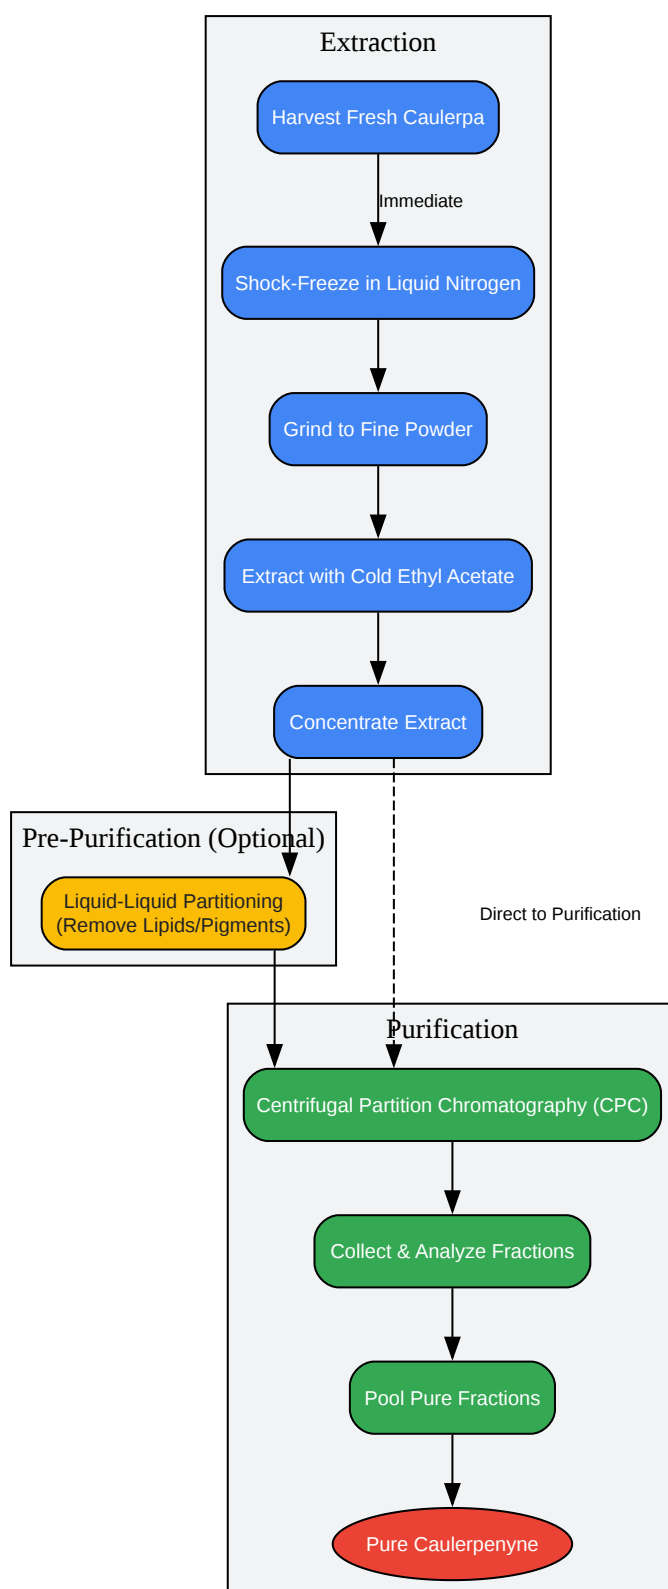 Extraction
Harvest Fresh Caulerpa
Immediate
Shock-Freeze in Liquid Nitrogen
Grind to Fine Powder
Extract with Cold Ethyl Acetate
Concentrate Extract
Pre-Purification (Optional)
Liquid-Liquid Partitioning
(Remove Lipids/Pigments)
Direct to Purification
Purification
Centrifugal Partition Chromatography (CPC)
Collect & Analyze Fractions
Pool Pure Fractions
Pure Caulerpenyne